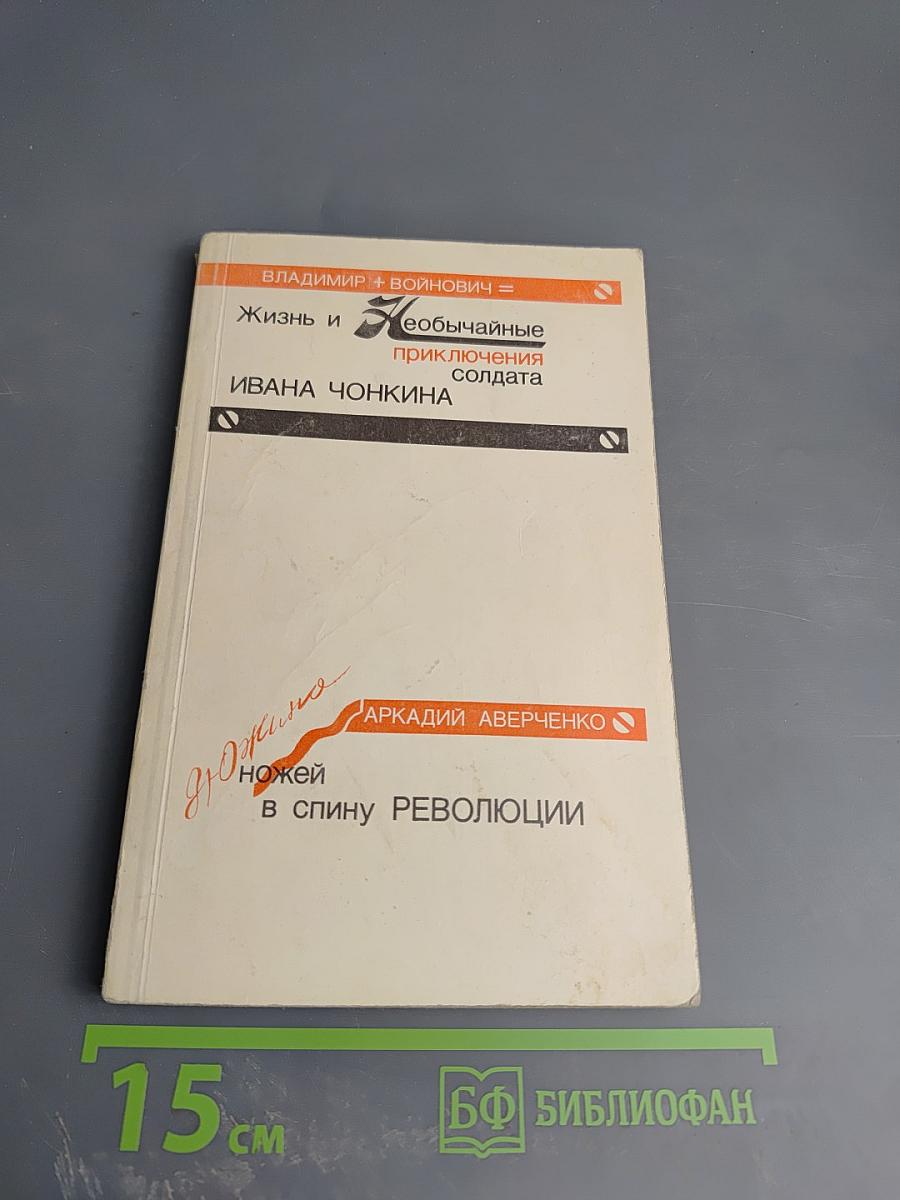 ВЛАДИМИР + ВОЙНОВИЧ =
Жизнь и Необычайные
приключения
солдата
ИВАНА ЧОНКИНА
АРКАДИЙ АВЕРЧЕНКО
дюжина
ножей
в спину РЕВОЛЮЦИИ
15 см
БФ БИБЛИОФАН